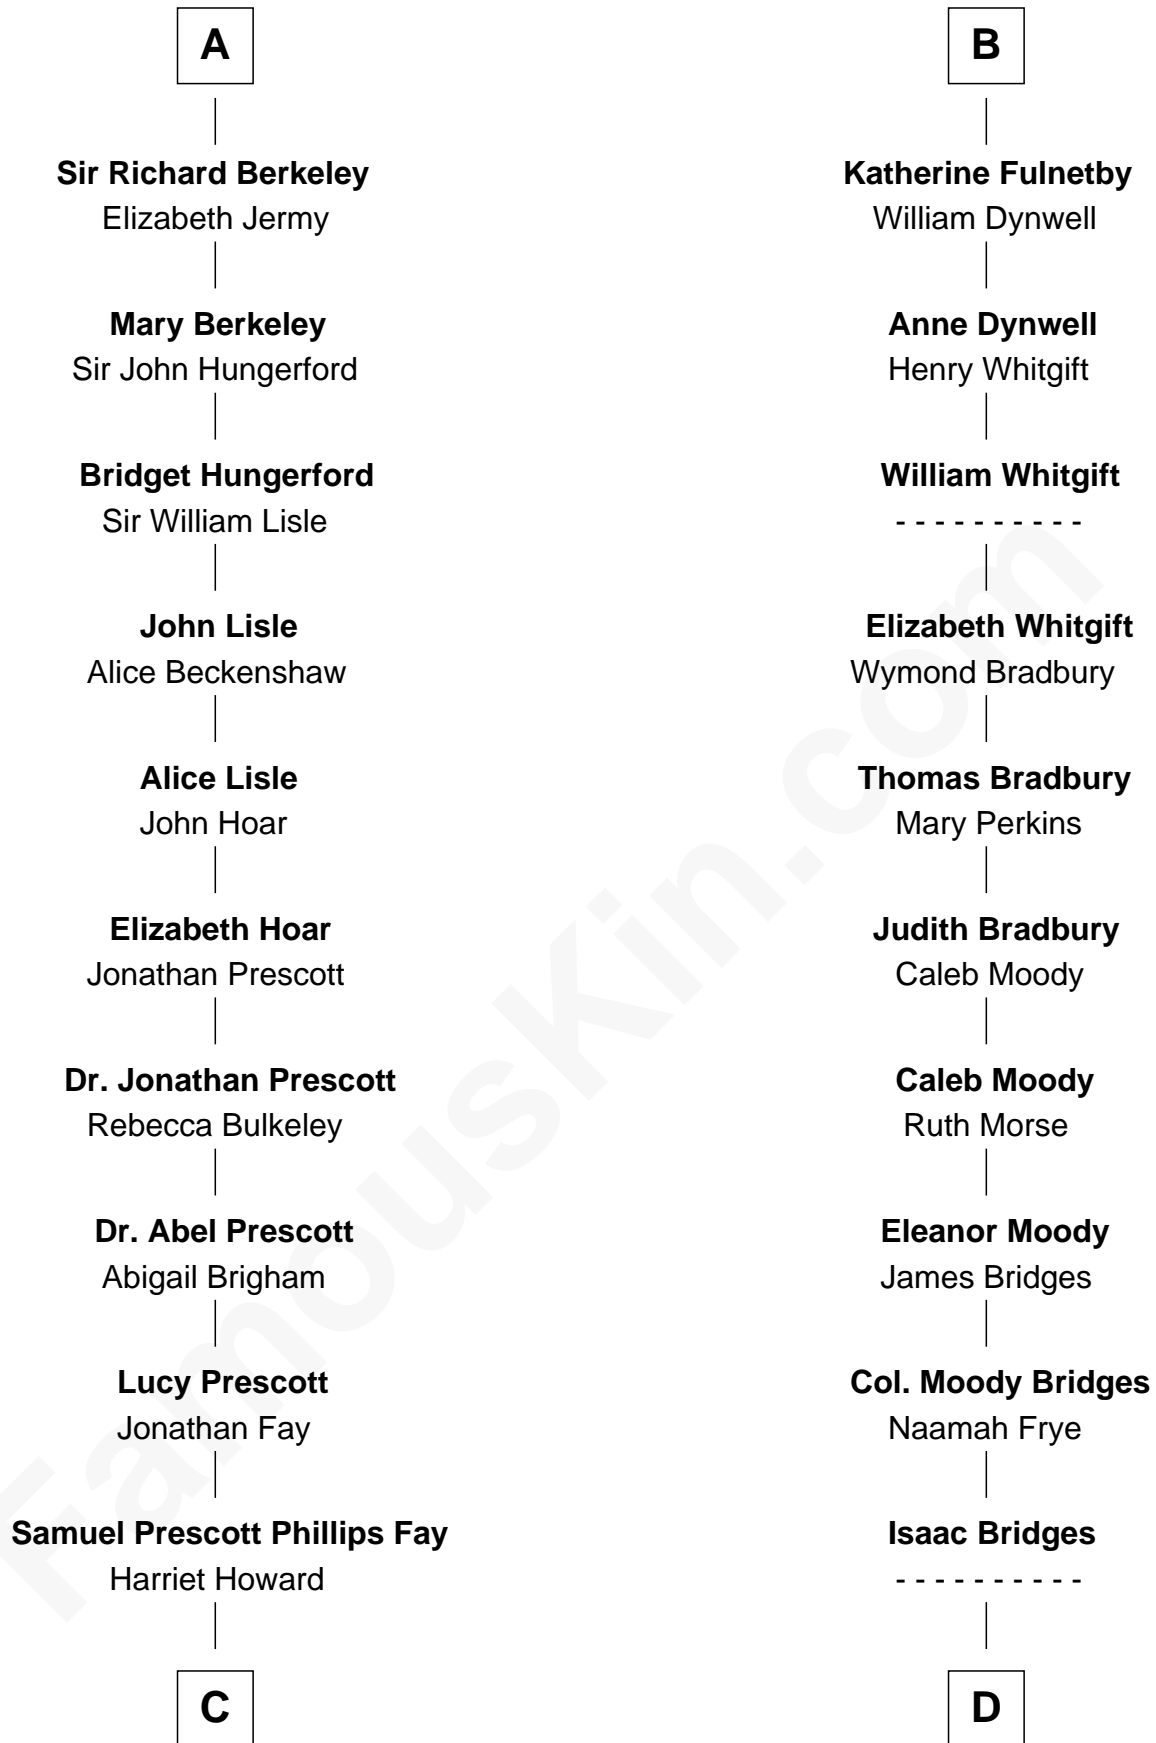 A
Sir Richard Berkeley
Elizabeth Jermy
Mary Berkeley
Sir John Hungerford
Bridget Hungerford
Sir William Lisle
John Lisle
Alice Beckenshaw
Alice Lisle
John Hoar
Elizabeth Hoar
Jonathan Prescott
Dr. Jonathan Prescott
Rebecca Bulkeley
Dr. Abel Prescott
Abigail Brigham
Lucy Prescott
Jonathan Fay
Samuel Prescott Phillips Fay
Harriet Howard
C
B
Katherine Fulnetby
William Dynwell
Anne Dynwell
Henry Whitgift
William Whitgift
- - - - - - - - - -
Elizabeth Whitgift
Wymond Bradbury
Thomas Bradbury
Mary Perkins
Judith Bradbury
Caleb Moody
Caleb Moody
Ruth Morse
Eleanor Moody
James Bridges
Col. Moody Bridges
Naamah Frye
Isaac Bridges
- - - - - - - - - -
D
FamousKin.com